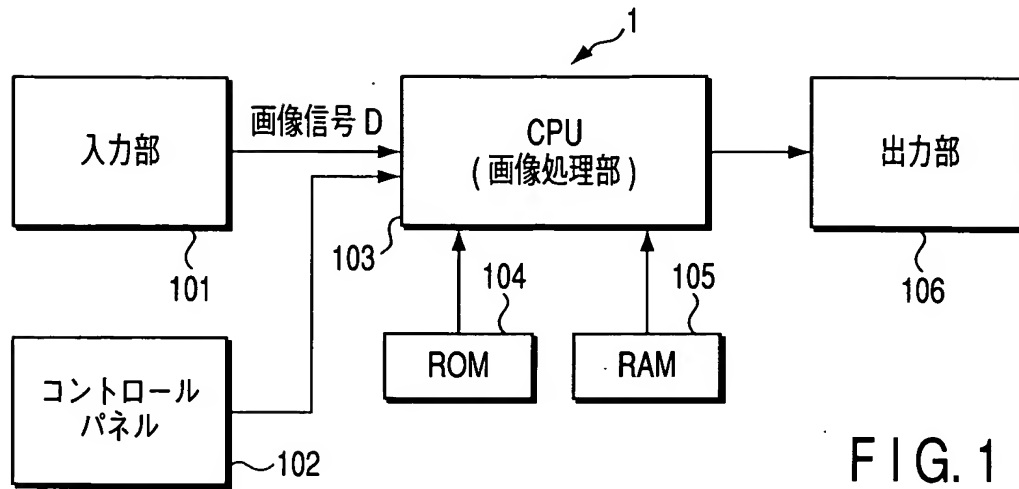 1
入力部
101
画像信号 D
CPU
(画像処理部)
103
出力部
106
104
105
ROM
RAM
コントロール
パネル
102
FIG. 1